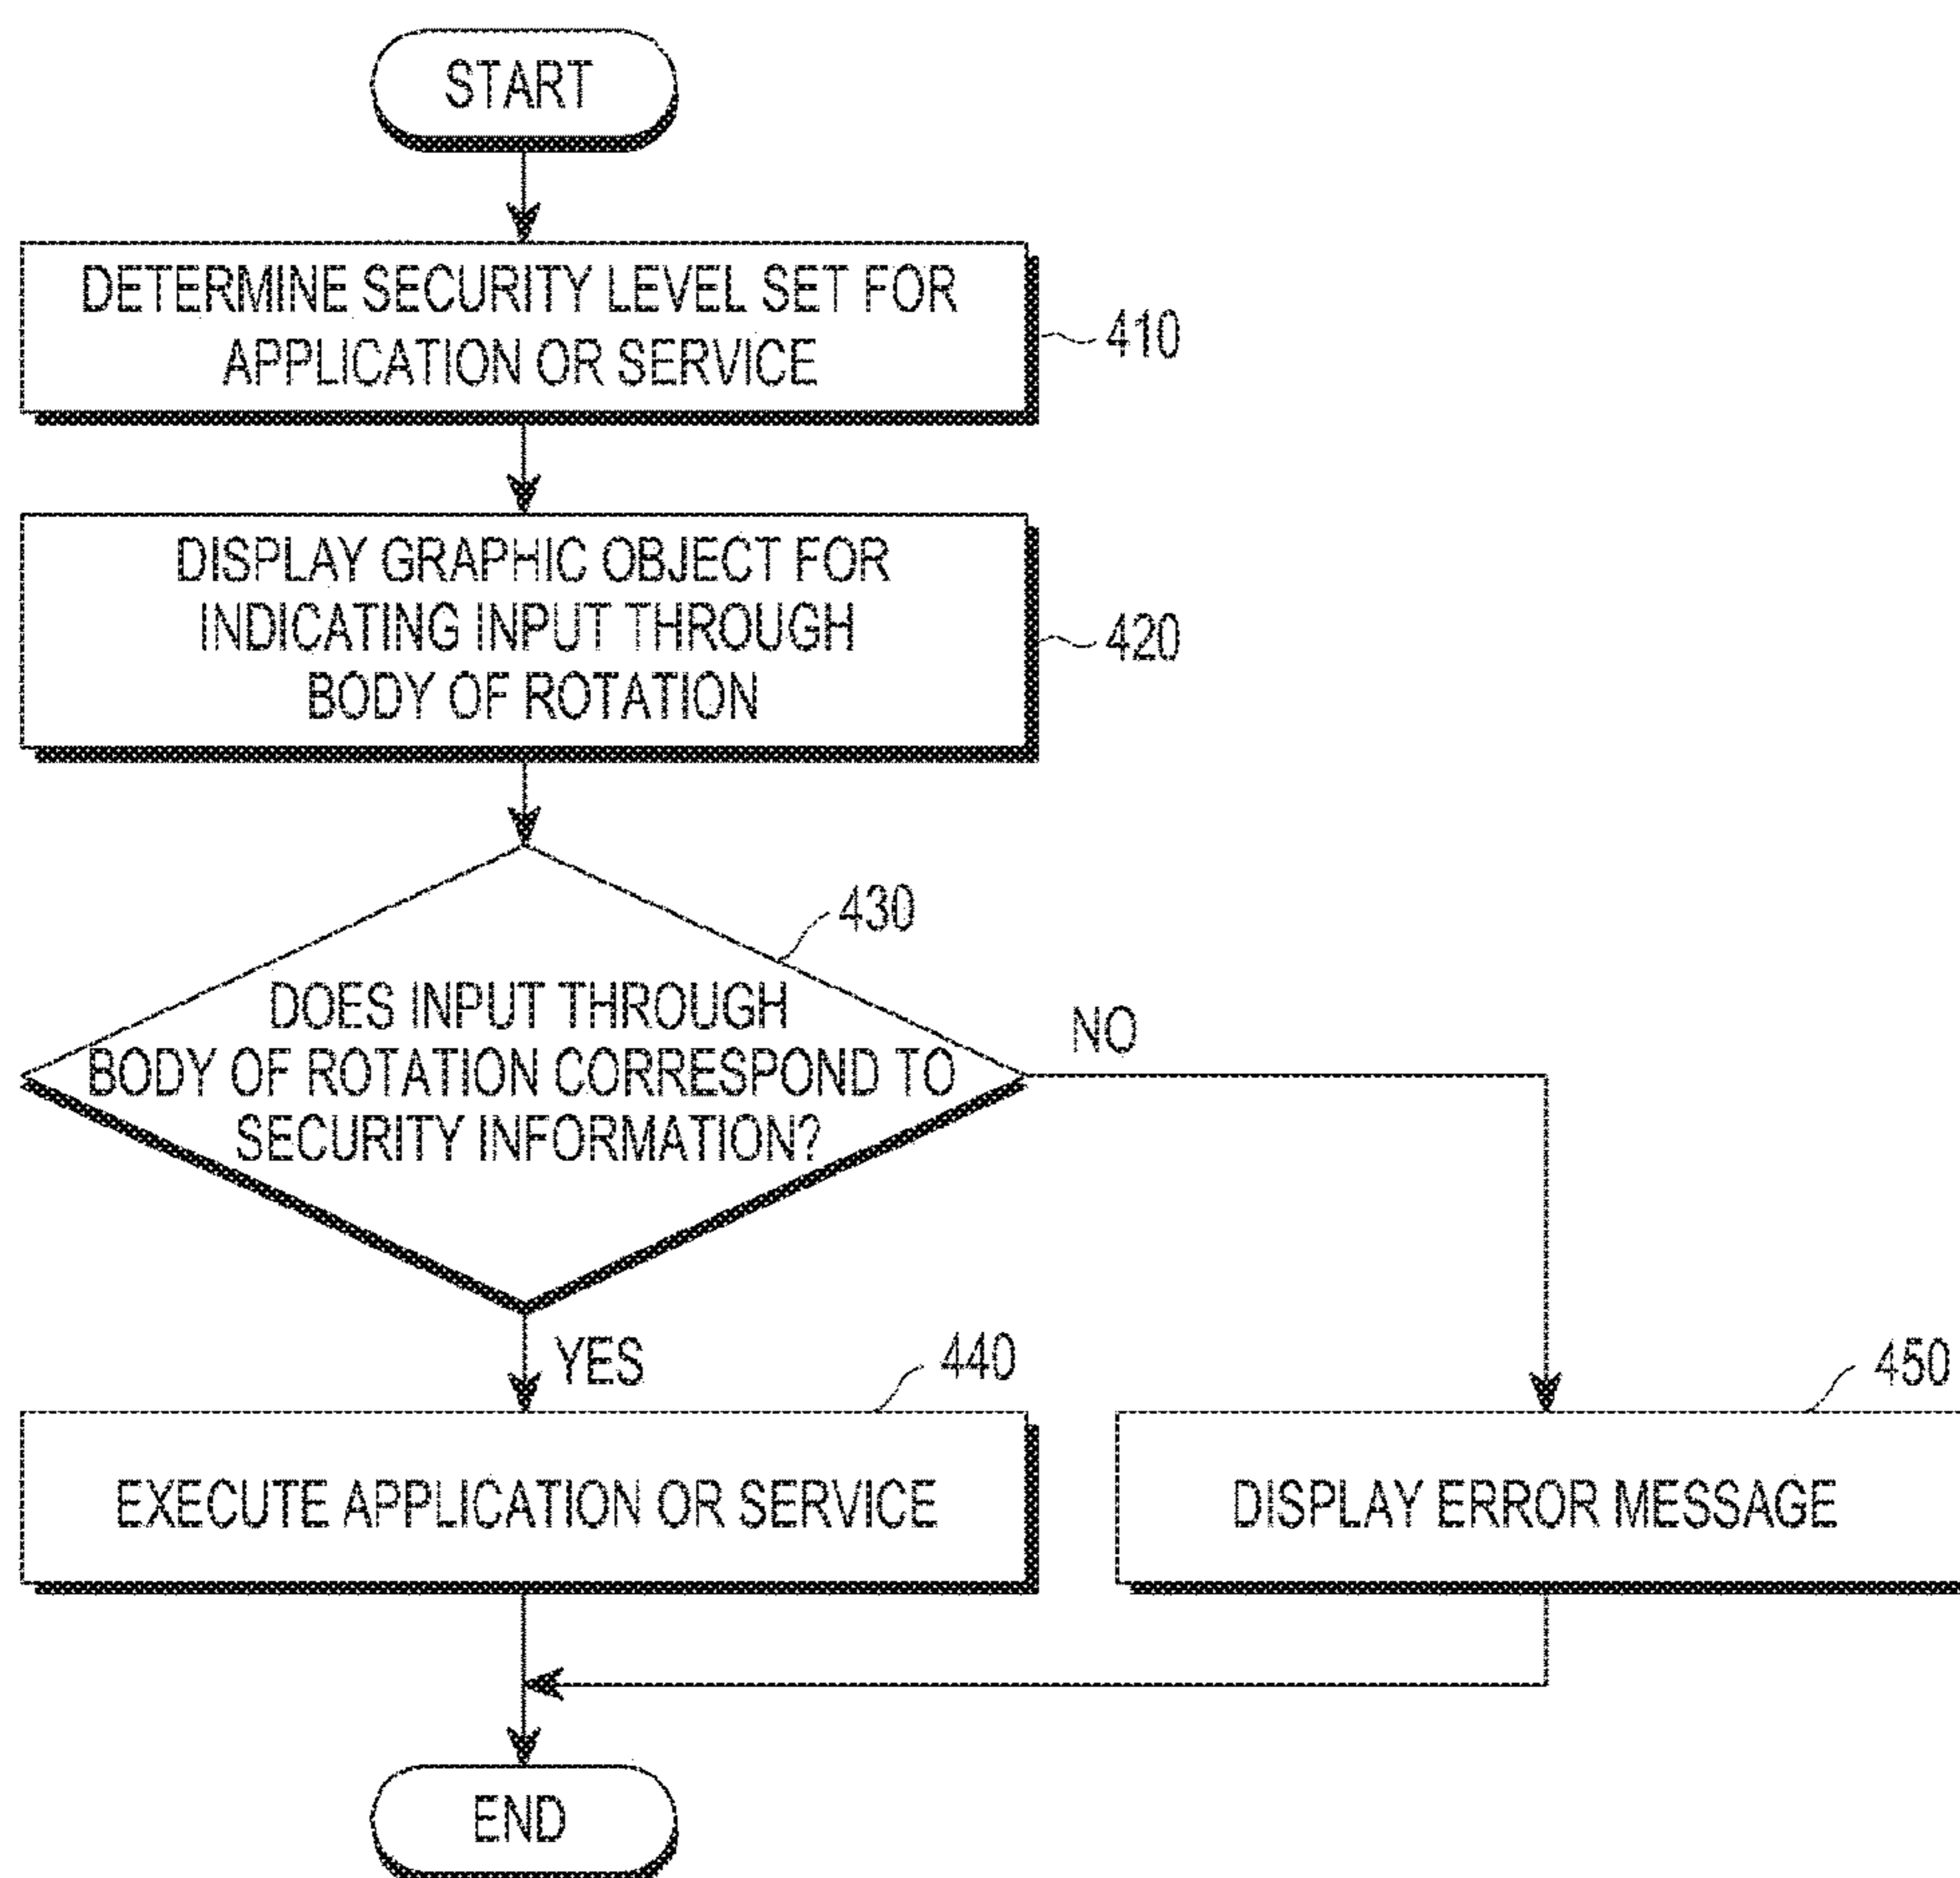 START
DETERMINE SECURITY LEVEL SET FOR
APPLICATION OR SERVICE
410
DISPLAY GRAPHIC OBJECT FOR
INDICATING INPUT THROUGH
BODY OF ROTATION
420
430
DOES INPUT THROUGH
BODY OF ROTATION CORRESPOND TO
SECURITY INFORMATION?
NO
YES
440
450
EXECUTE APPLICATION OR SERVICE
DISPLAY ERROR MESSAGE
END